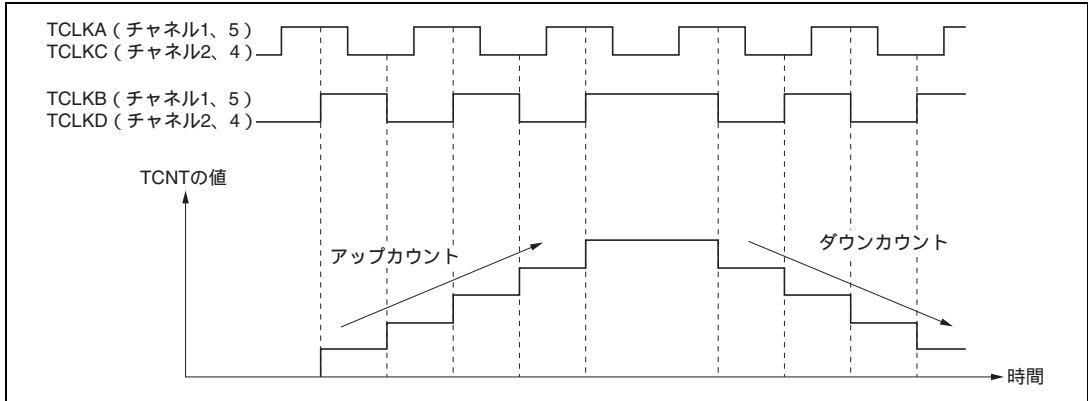 TCLKA（チャネル1、5）
TCLKC（チャネル2、4）
TCLKB（チャネル1、5）
TCLKD（チャネル2、4）
TCNTの値
アップカウント
ダウンカウント
時間